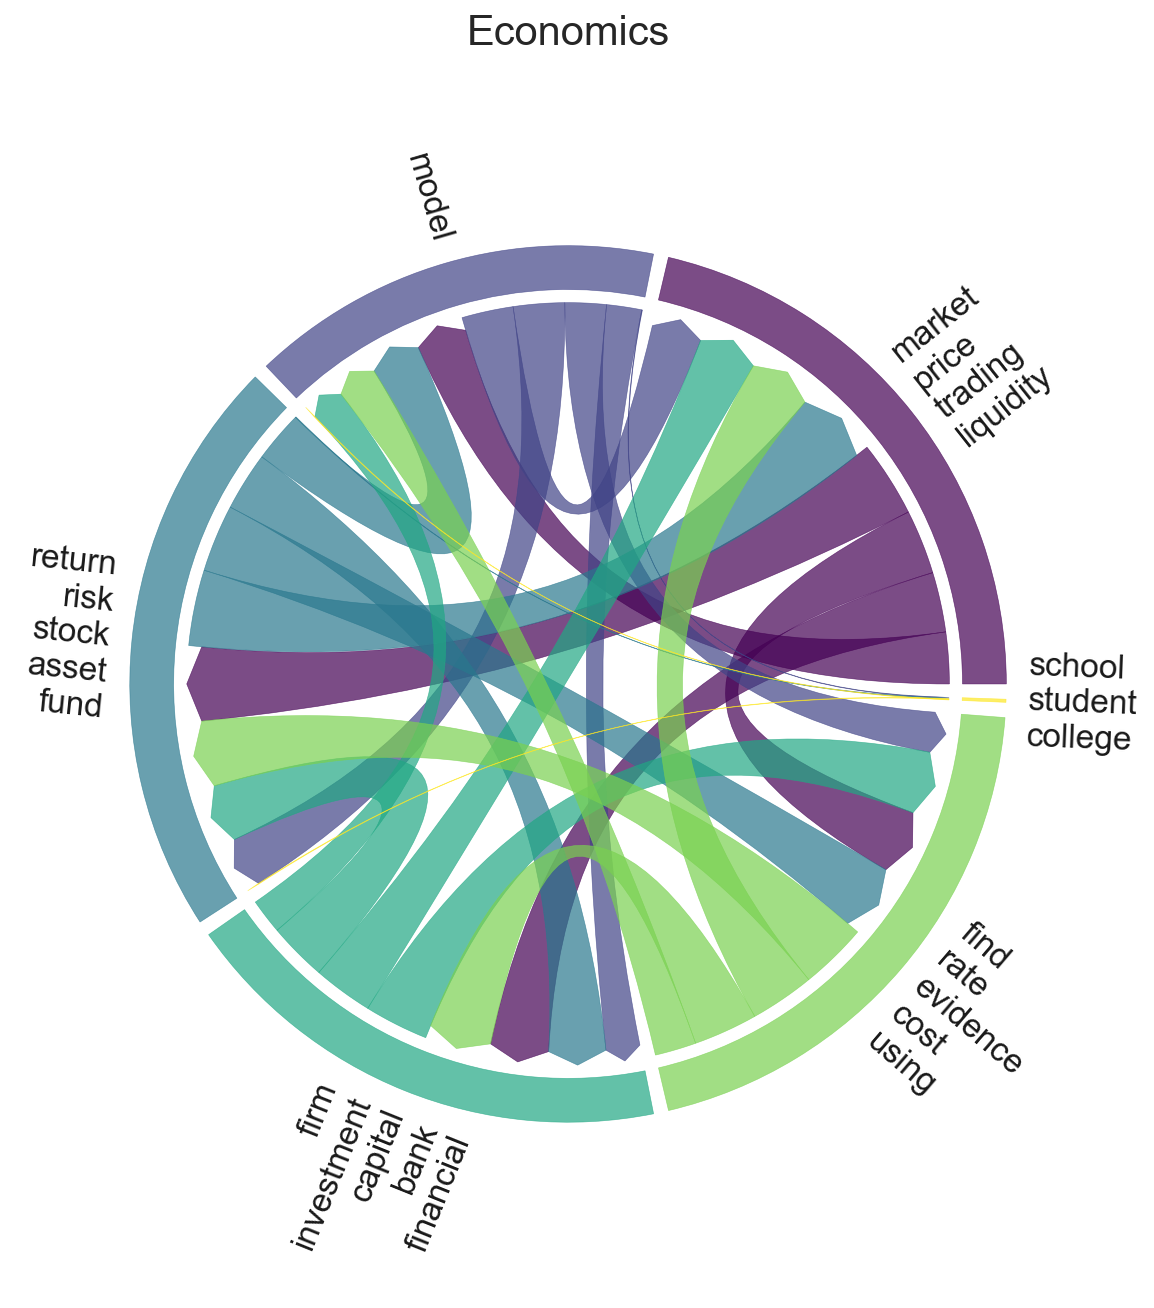 Economics
model
market
price
trading
liquidity
return
risk
stock
asset
fund
school
student
college
find
rate
evidence
cost
using
firm
investment
capital
bank
financial